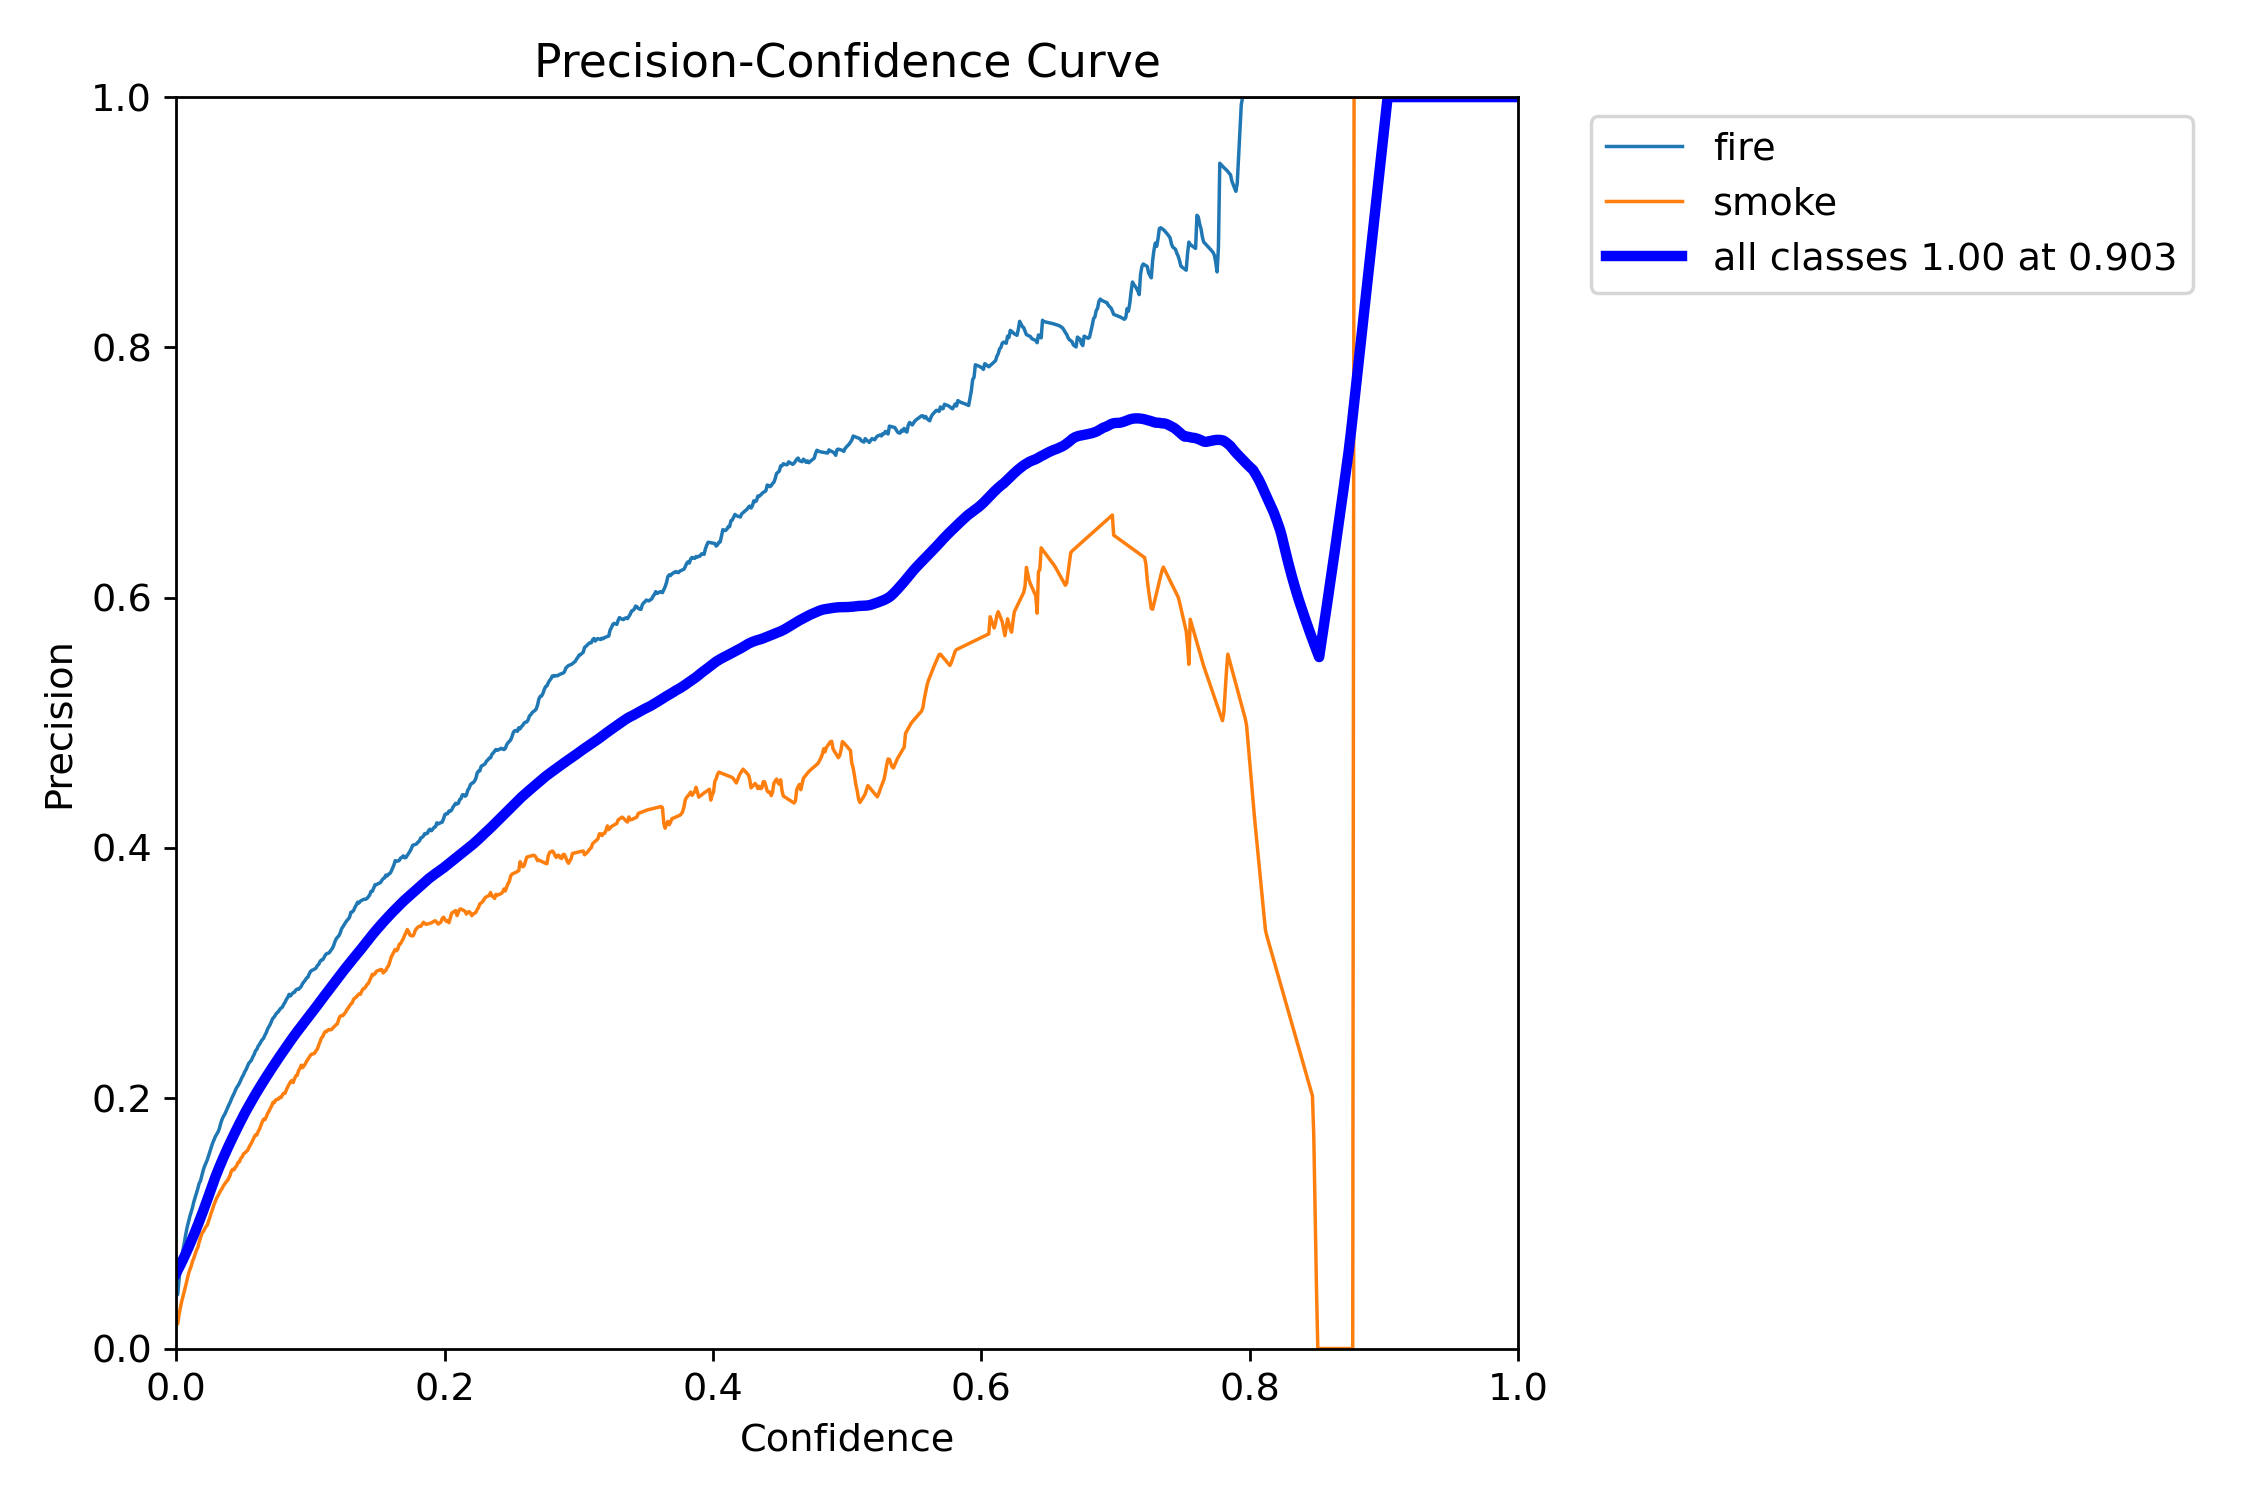 Precision-Confidence Curve
1.0
0.8
0.6
0.4
0.2
0.0
Precision
0.0 0.2 0.4 0.6 0.8 1.0
Confidence
fire
smoke
all classes 1.00 at 0.903